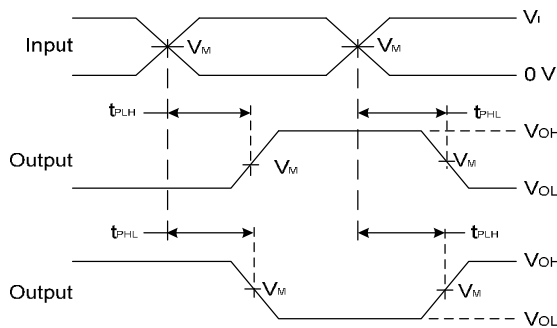 Input
VM
VM
VI
0 V
tPLH
tPHL
Output
VM
VM
VOH
VOL
tPHL
tPLH
Output
VM
VM
VOH
VOL